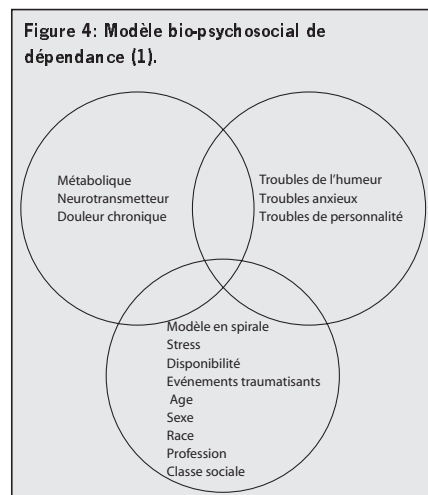 Figure 4: Modèle bio-psychosocial de
dépendance (1).
Métabolique
Neurotransmetteur
Douleur chronique
Troubles de l'humeur
Troubles anxieux
Troubles de personnalité
Modèle en spirale
Stress
Disponibilité
Evénements traumatisants
Age
Sexe
Race
Profession
Classe sociale